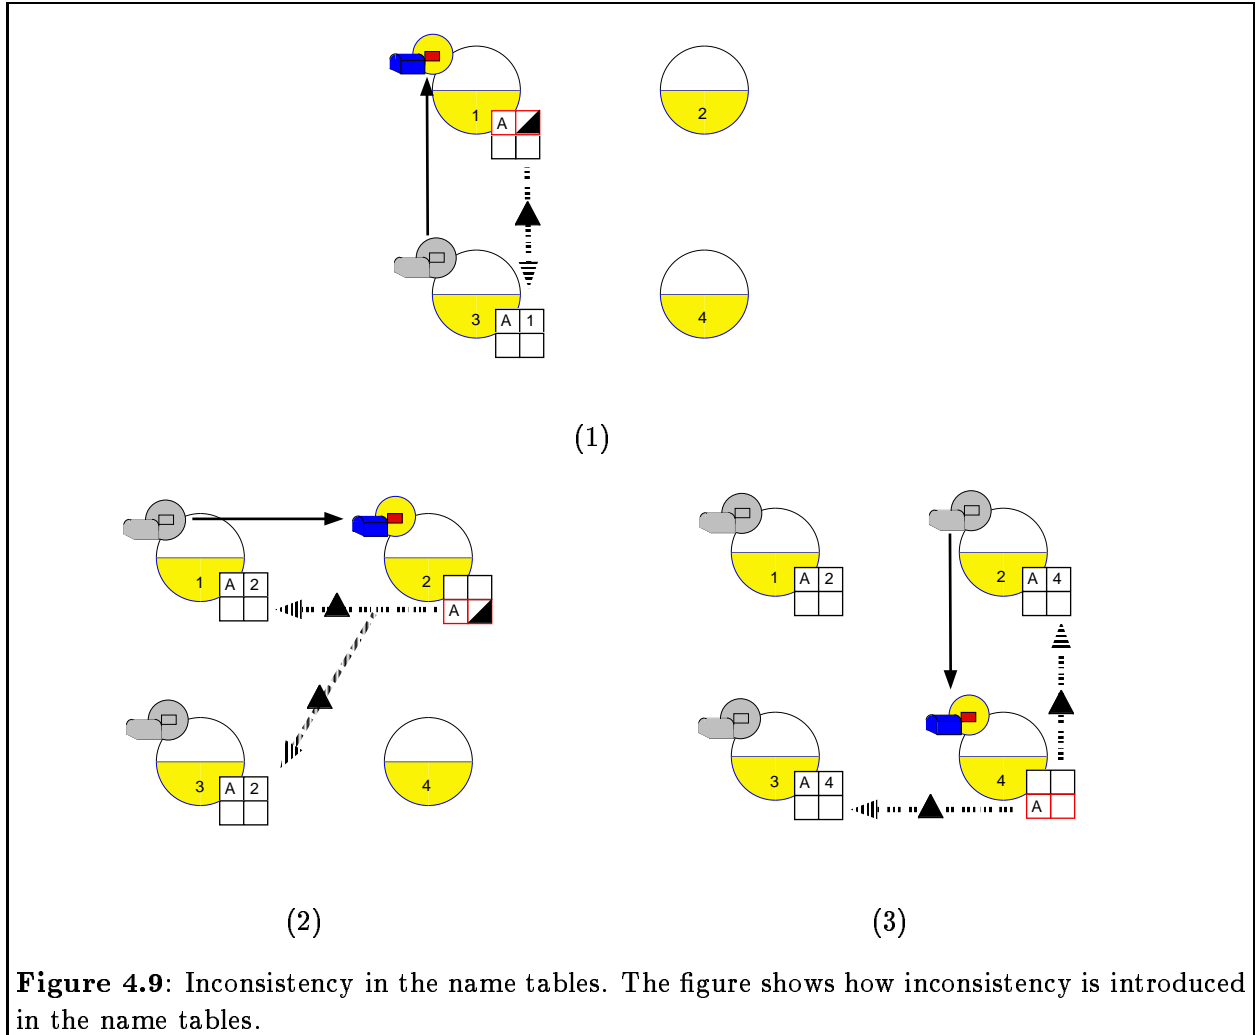 1
A
2
3
A 1
4
(1)
1
A 2
2
A
3
A 2
4
(2)
1
A 2
2
A 4
3
A 4
4
A
(3)
Figure 4.9: Inconsistency in the name tables. The figure shows how inconsistency is introduced
in the name tables.